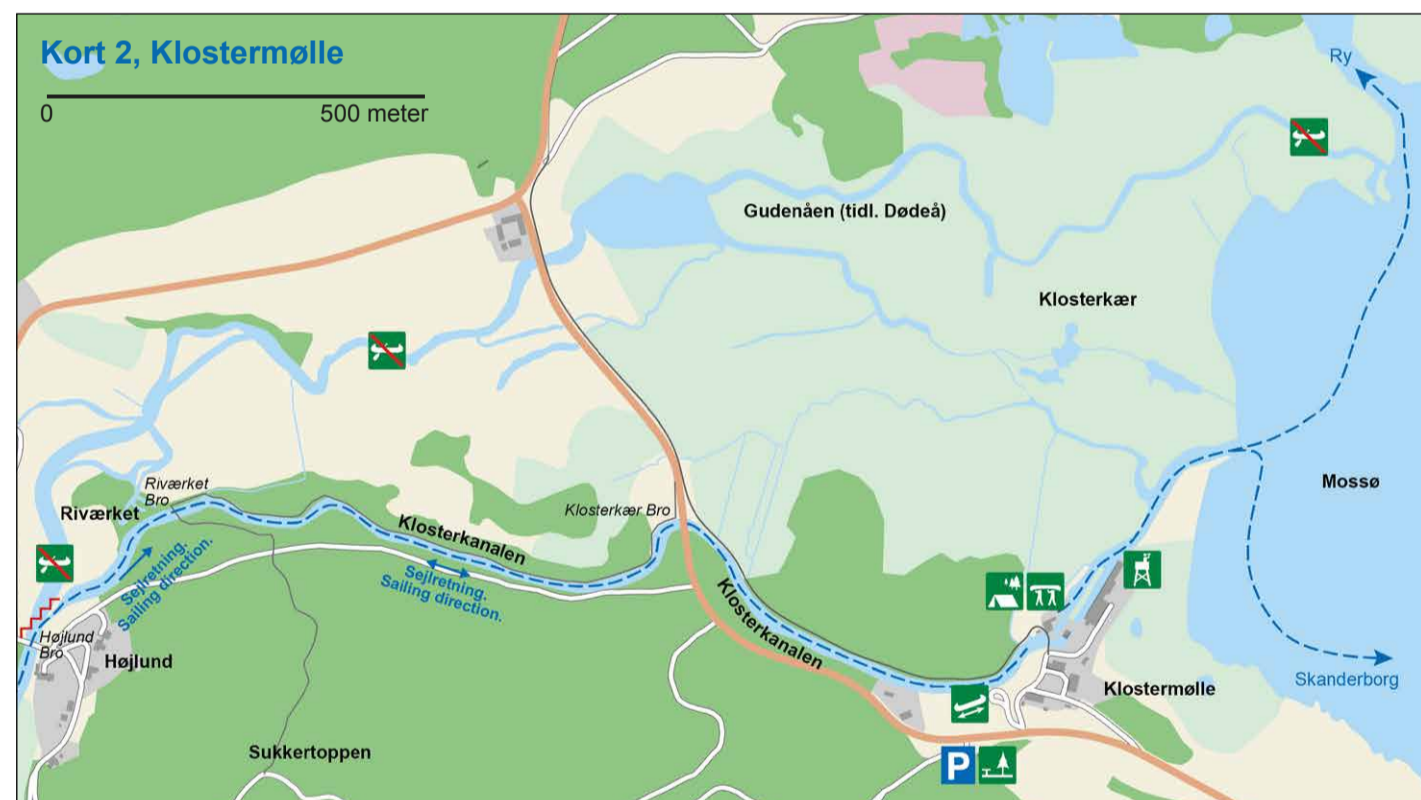 Kort 2, Klostermølle
0 500 meter
Ry
Gudenåen (tidl. Dødeå)
Klosterkær
Mossø
Riværket
Bro
Riværket
Klosterkær Bro
Klosterkanalen
Sejlretning.
Sailing direction.
Sejlretning.
Sailing direction.
Klosterkanalen
Højlund
Bro
Højlund
Klostermølle
Skanderborg
Sukkertoppen
P